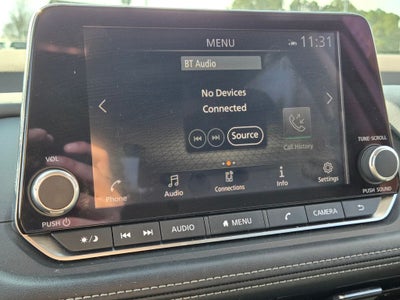 MENU
11:31
BT Audio
No Devices
Connected
Source
Call History
VOL
TUNE·SCROLL
Phone
Audio
Connections
Info
Settings
PUSH
PUSH SOUND
AUDIO
MENU
CAMERA